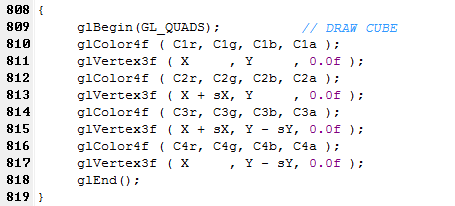 808 {
809     glBegin(GL_QUADS);          // DRAW CUBE
810     glColor4f ( C1r, C1g, C1b, C1a );
811     glVertex3f ( X     , Y     , 0.0f );
812     glColor4f ( C2r, C2g, C2b, C2a );
813     glVertex3f ( X + sX, Y     , 0.0f );
814     glColor4f ( C3r, C3g, C3b, C3a );
815     glVertex3f ( X + sX, Y - sY, 0.0f );
816     glColor4f ( C4r, C4g, C4b, C4a );
817     glVertex3f ( X     , Y - sY, 0.0f );
818     glEnd();
819 }